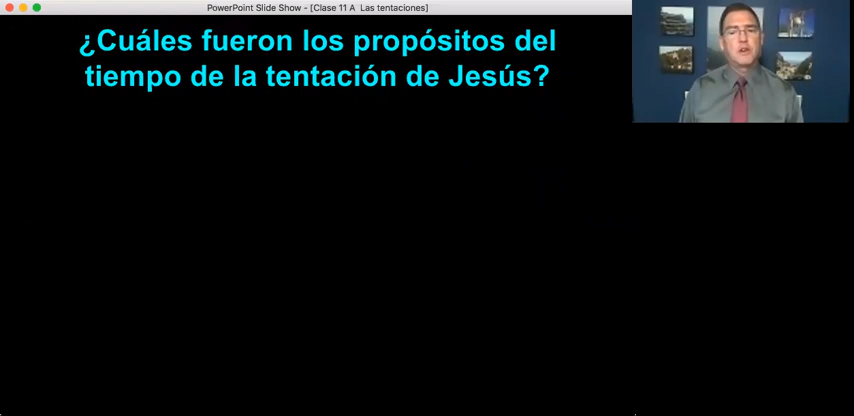 PowerPoint Slide Show - [Clase 11 A Las tentaciones]
¿Cuáles fueron los propósitos del
tiempo de la tentación de Jesús?